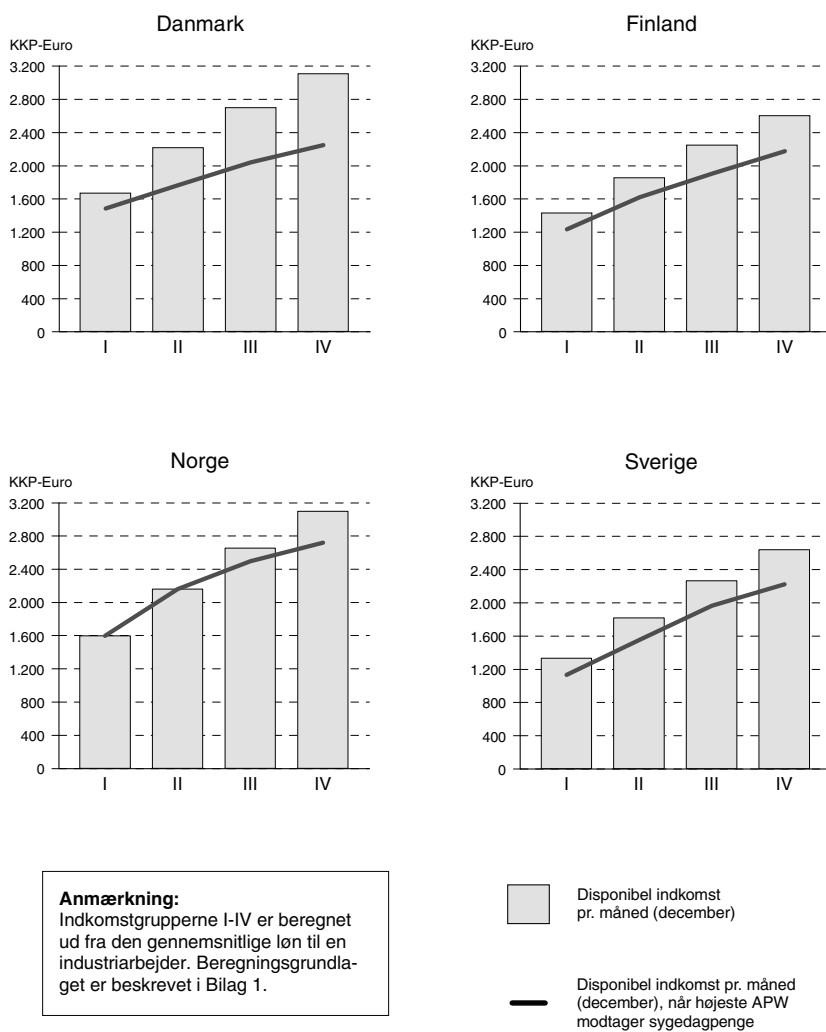 Danmark
KKP-Euro
3.200
2.800
2.400
2.000
1.600
1.200
800
400
0
I II III IV
Finland
KKP-Euro
3.200
2.800
2.400
2.000
1.600
1.200
800
400
0
I II III IV
Norge
KKP-Euro
3.200
2.800
2.400
2.000
1.600
1.200
800
400
0
I II III IV
Sverige
KKP-Euro
3.200
2.800
2.400
2.000
1.600
1.200
800
400
0
I II III IV
Anmærkning:
Indkomstgrupperne I-IV er beregnet
ud fra den gennemsnitlige løn til en
industriarbejder. Beregningsgrundla-
get er beskrevet i Bilag 1.
Disponibel indkomst
pr. måned (december)
Disponibel indkomst pr. måned
(december), når højeste APW
modtager sygedagpenge